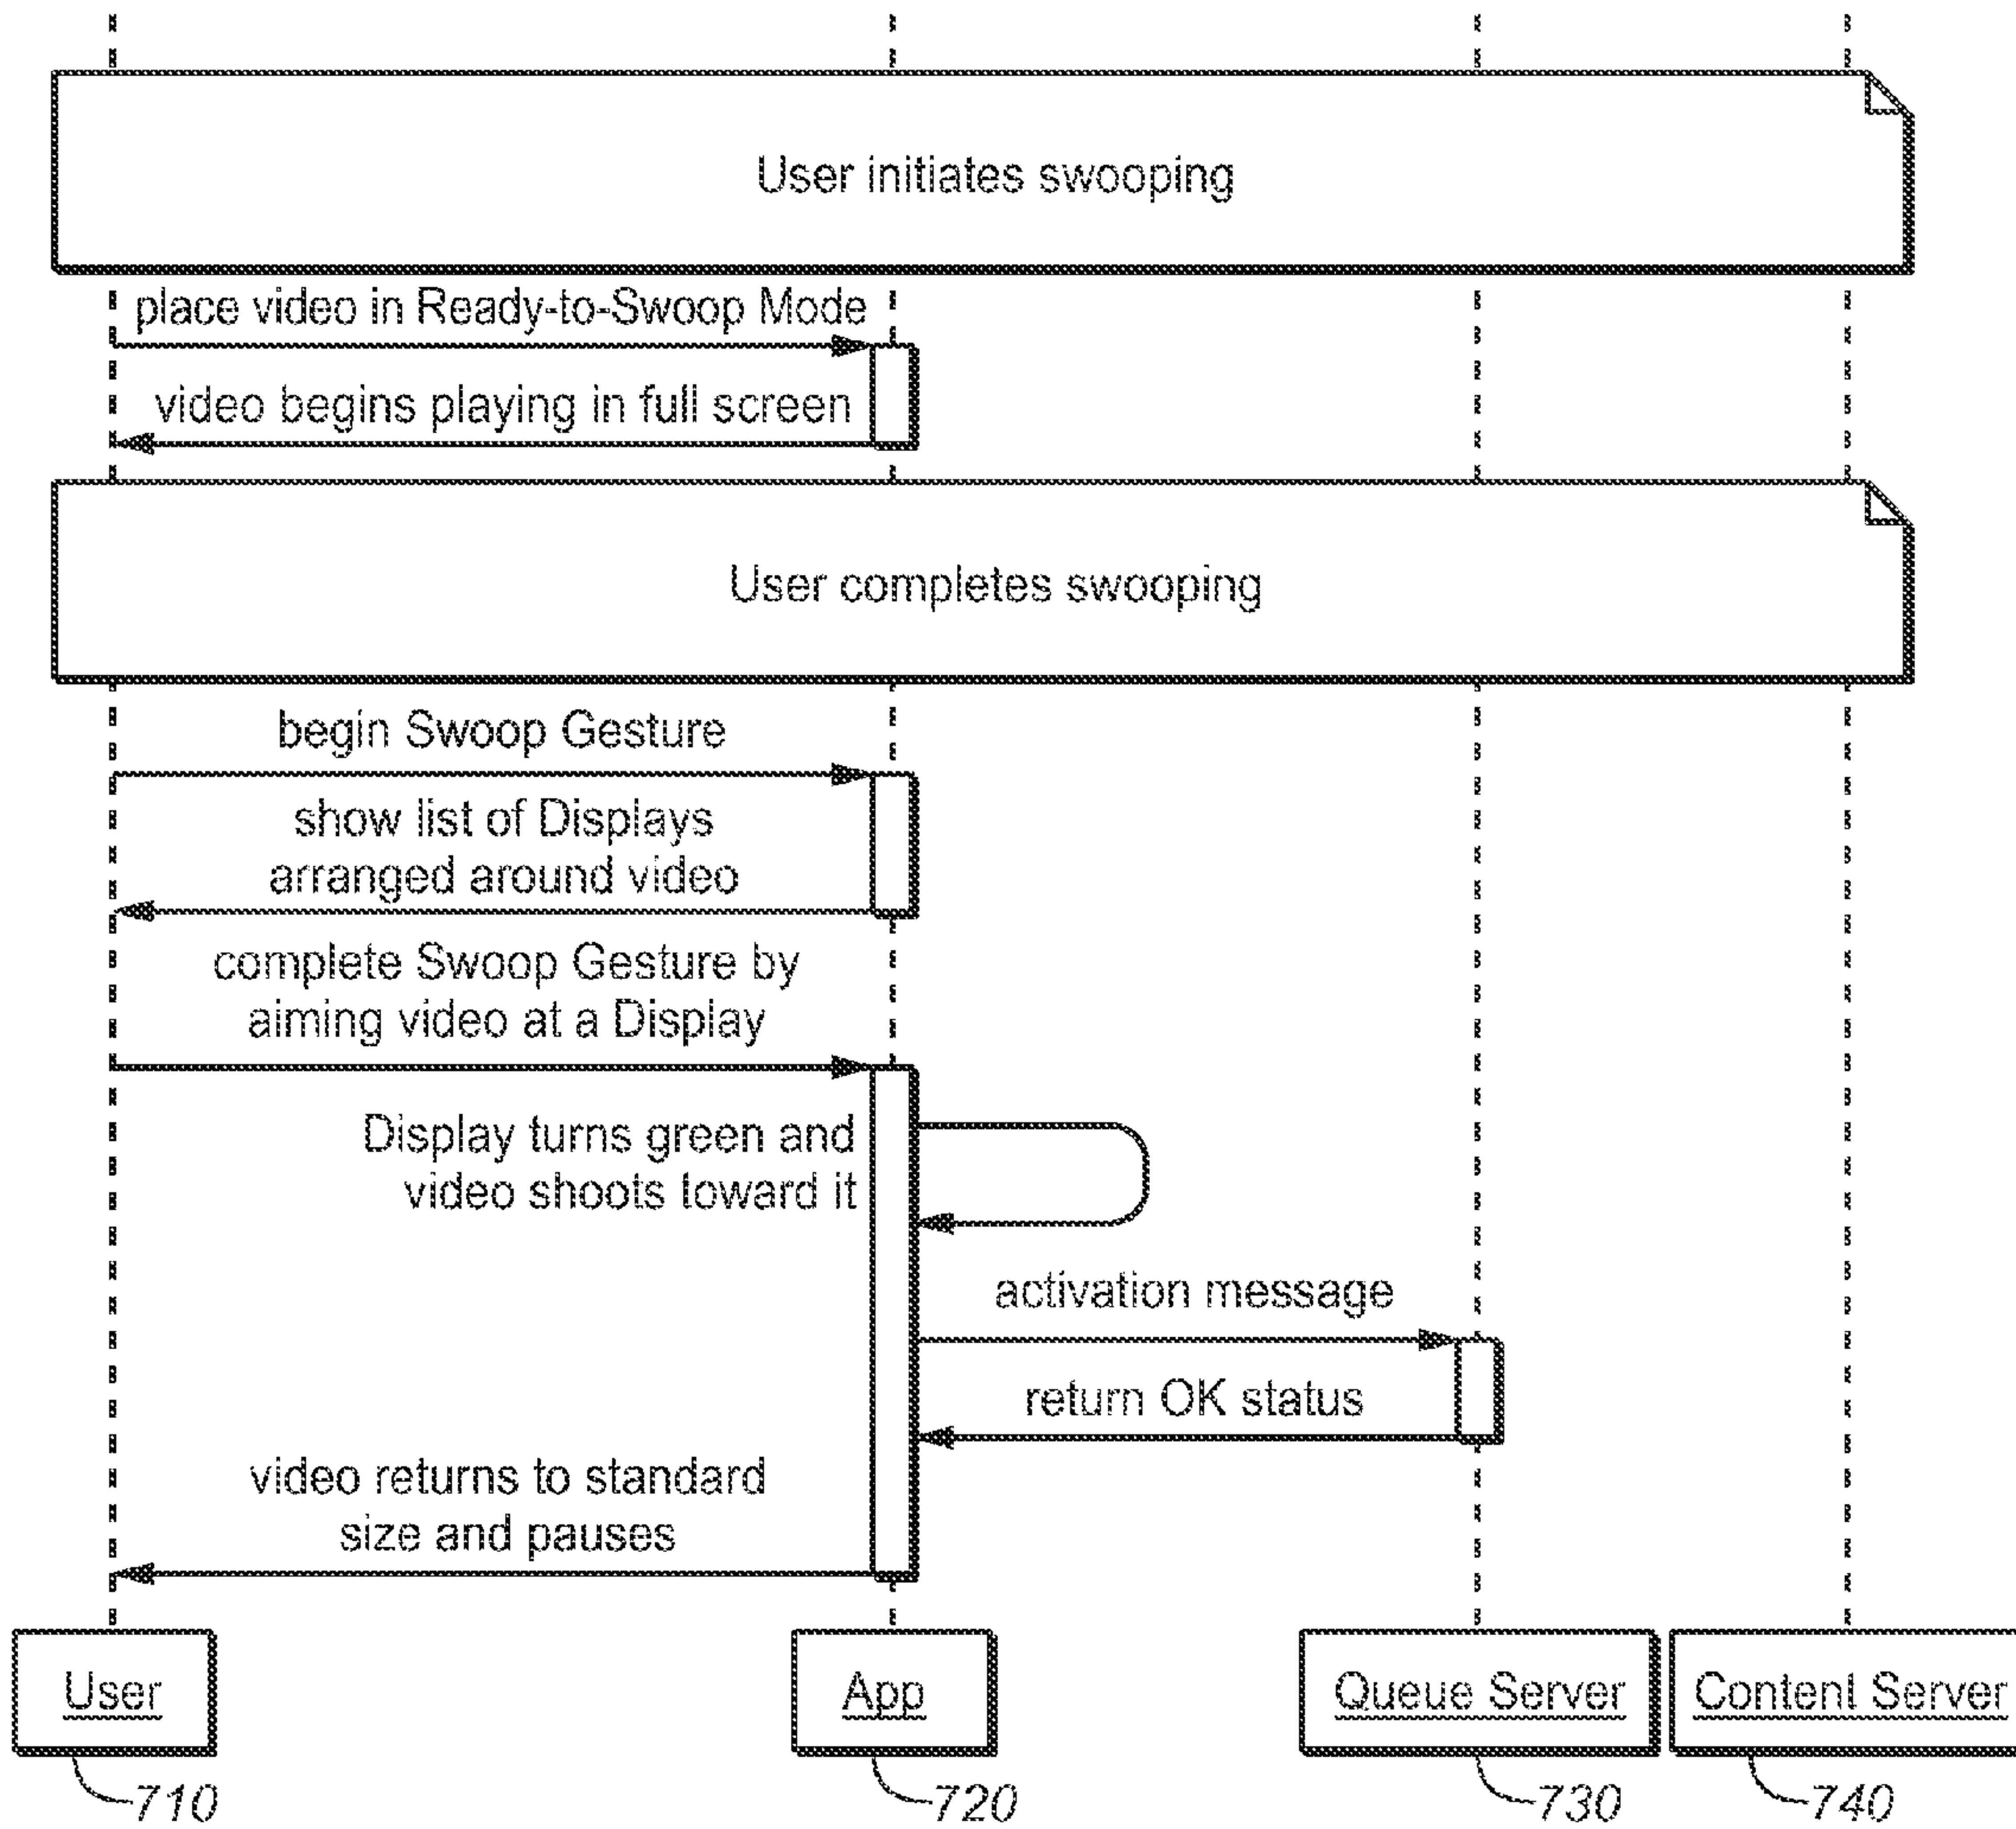 User initiates swooping
place video in Ready-to-Swoop Mode
video begins playing in full screen
User completes swooping
begin Swoop Gesture
show list of Displays
arranged around video
complete Swoop Gesture by
aiming video at a Display
Display turns green and
video shoots toward it
activation message
return OK status
video returns to standard
size and pauses
User
App
Queue Server
Content Server
710
720
730
740